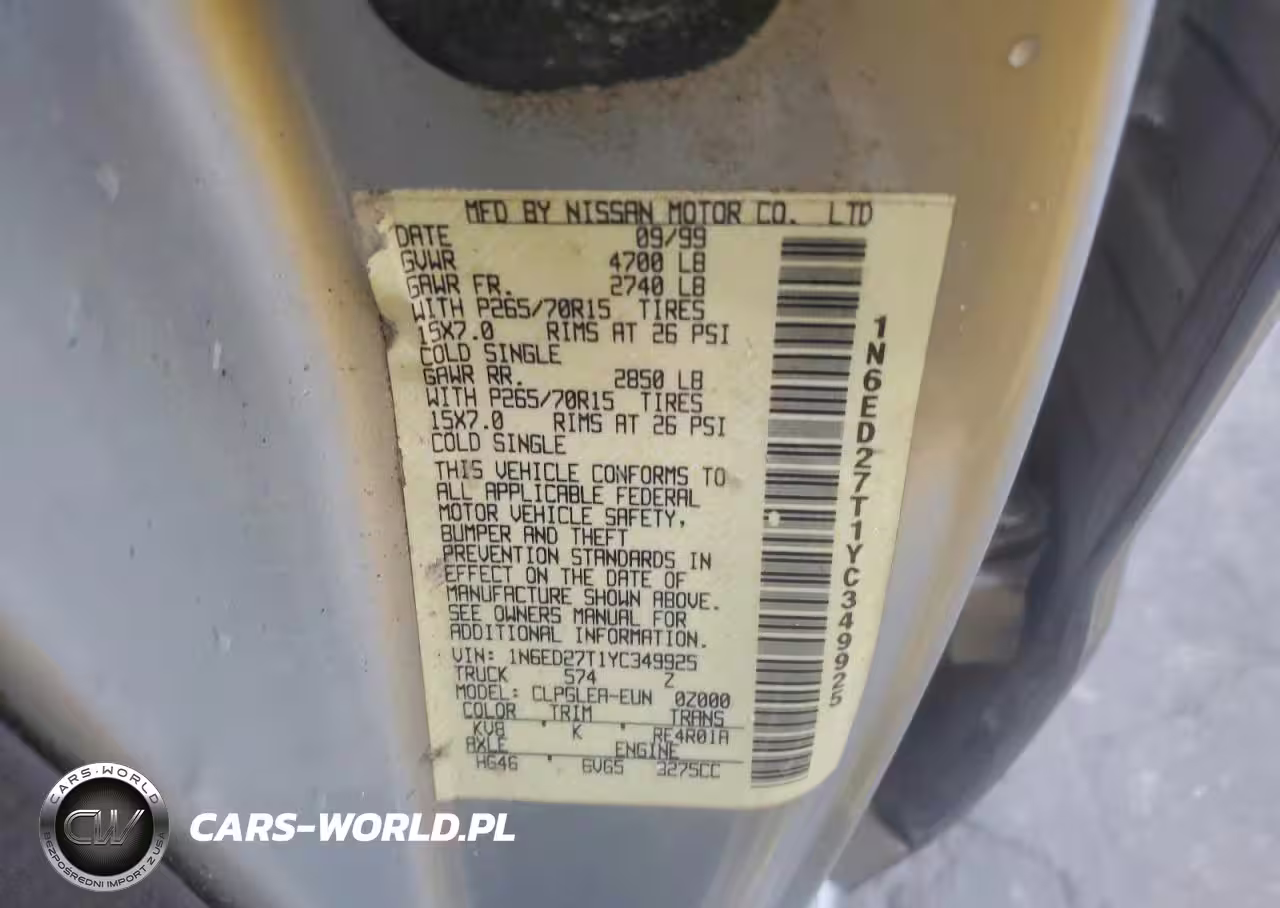 MFD BY NISSAN MOTOR CO. LTD
DATE 09/99
GVWR 4700 LB
GAWR FR. 2740 LB
WITH P265/70R15 TIRES
15X7.0 RIMS AT 26 PSI
COLD SINGLE
GAWR RR. 2850 LB
WITH P265/70R15 TIRES
15X7.0 RIMS AT 26 PSI
COLD SINGLE
THIS VEHICLE CONFORMS TO
ALL APPLICABLE FEDERAL
MOTOR VEHICLE SAFETY,
BUMPER AND THEFT
PREVENTION STANDARDS IN
EFFECT ON THE DATE OF
MANUFACTURE SHOWN ABOVE.
SEE OWNERS MANUAL FOR
ADDITIONAL INFORMATION.
VIN: 1N6ED27T1YC349925
TRUCK 574 Z
MODEL: CLPGLEA-EUN 0Z000
COLOR TRIM TRANS
KV8 K RE4R01A
AXLE ENGINE
HG46 6VG5 3275CC
1N6ED27T1YC349925
CARS-WORLD
CW
BEZPOŚREDNI IMPORT Z USA
CARS-WORLD.PL